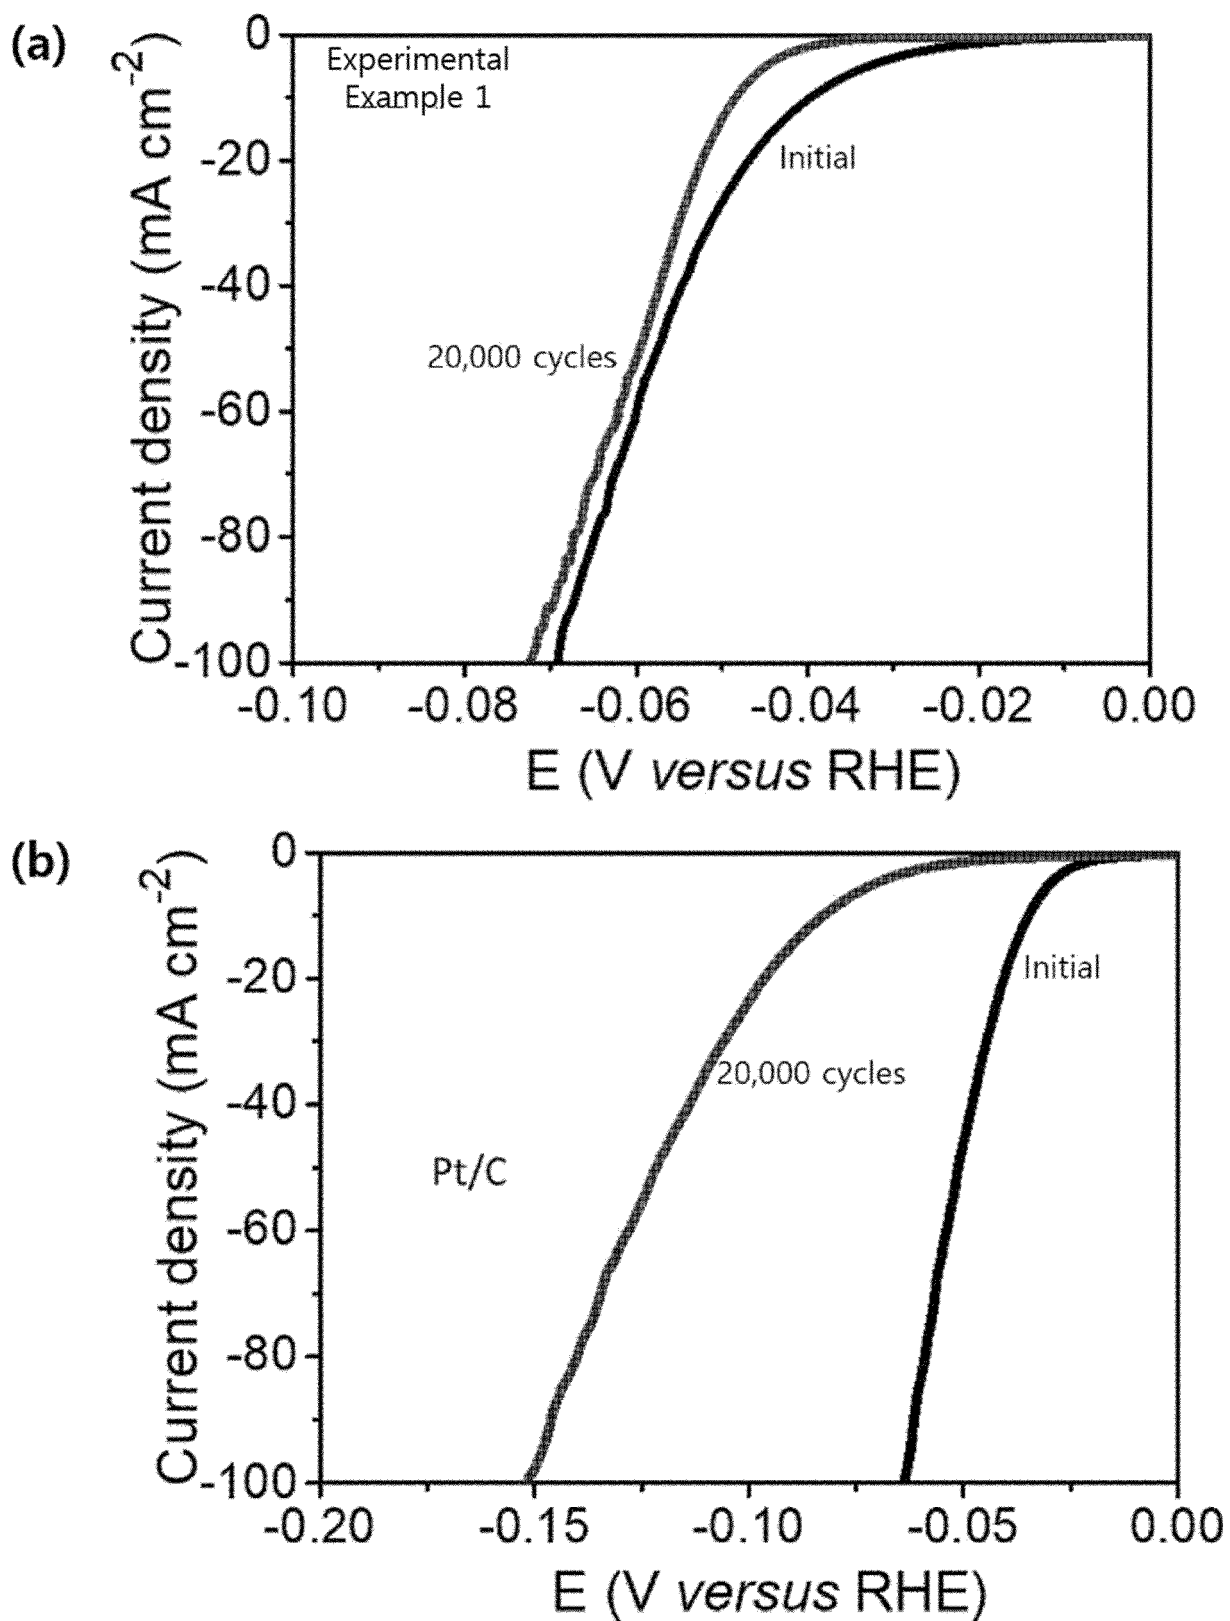 (a)
Experimental
Example 1
Initial
20,000 cycles
0
-20
-40
-60
-80
-100
Current density (mA cm-2)
-0.10 -0.08 -0.06 -0.04 -0.02 0.00
E (V versus RHE)
(b)
Initial
20,000 cycles
Pt/C
0
-20
-40
-60
-80
-100
Current density (mA cm-2)
-0.20 -0.15 -0.10 -0.05 0.00
E (V versus RHE)